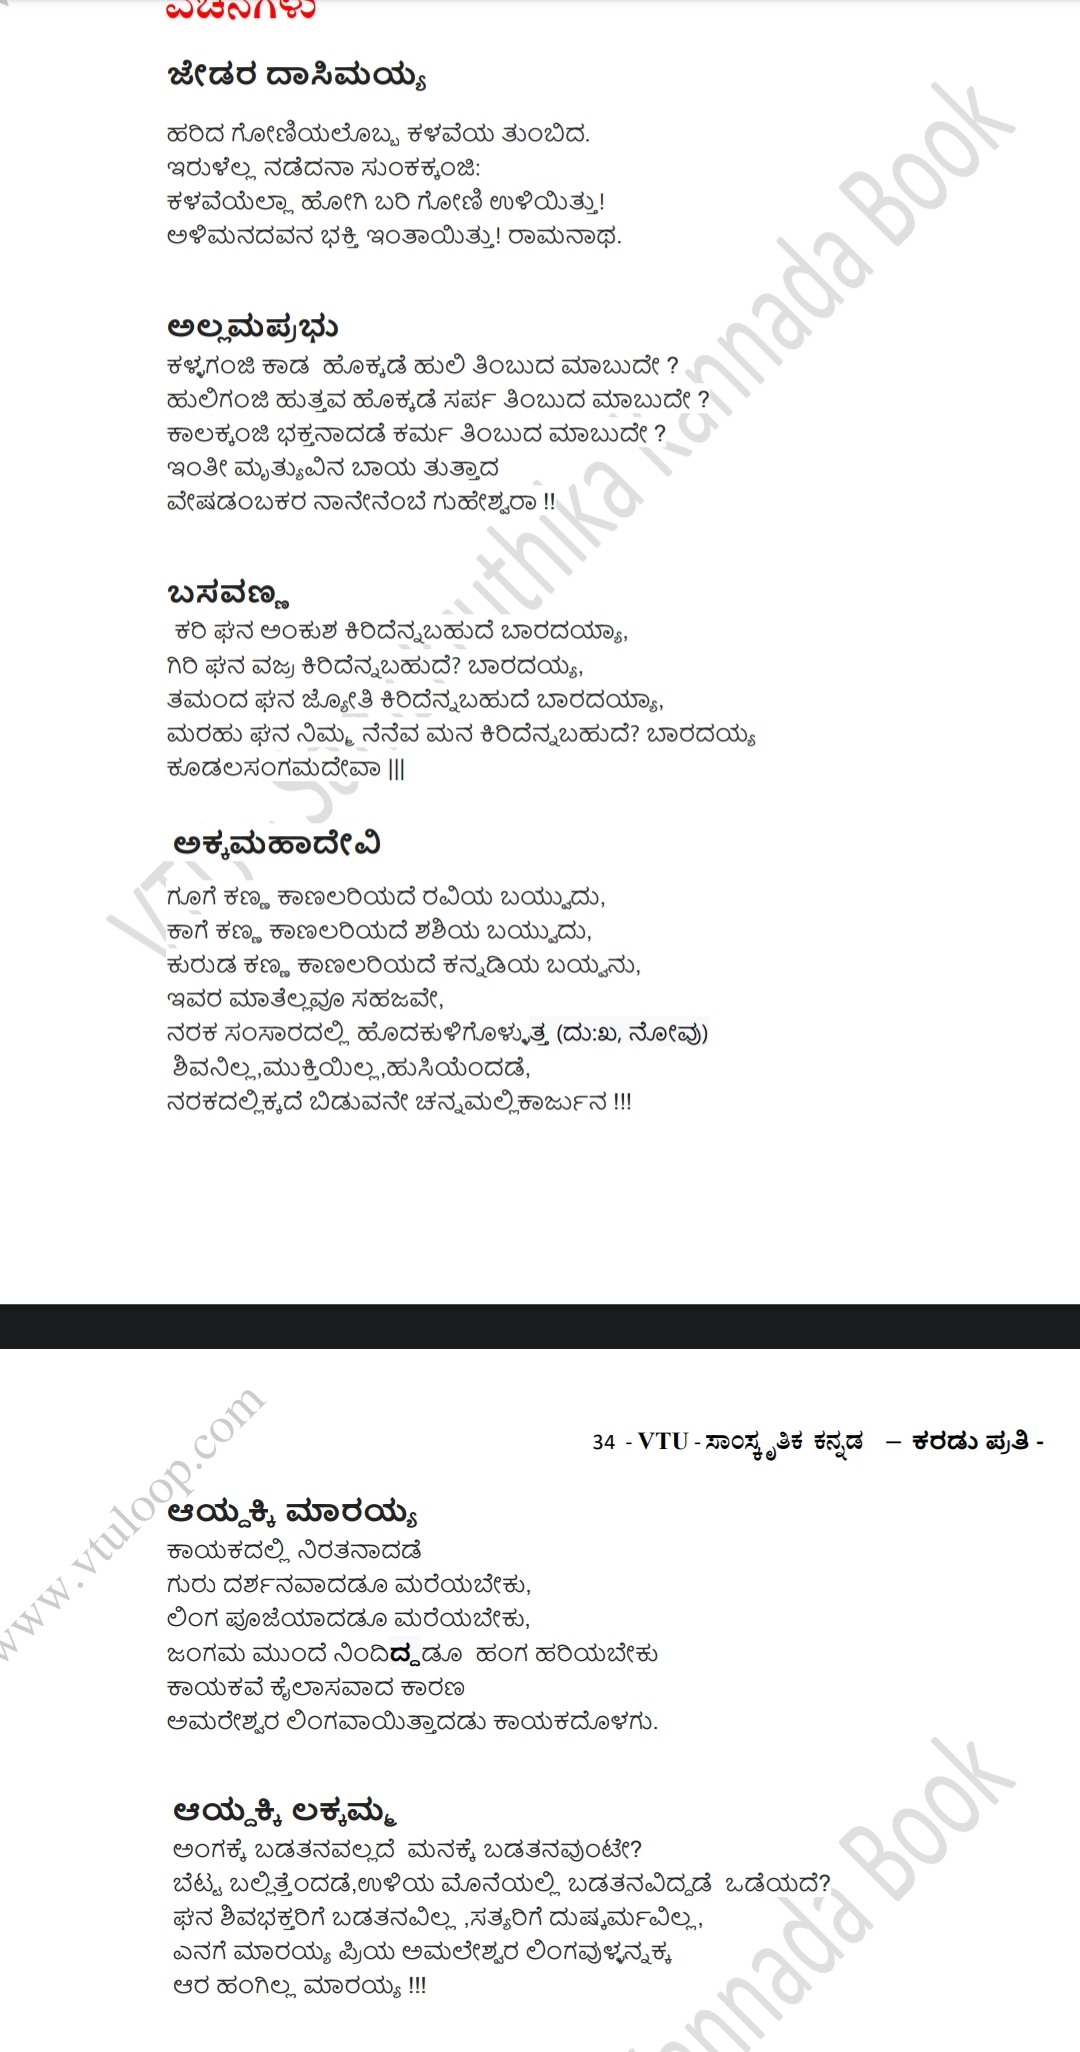 ವಚನಗಳು
ಜೇಡರ ದಾಸಿಮಯ್ಯ
ಹರಿದ ಗೋಣಿಯಲೊಬ್ಬ ಕಳವೆಯ ತುಂಬಿದ.
ಇರುಳೆಲ್ಲ ನಡೆದನಾ ಸುಂಕಕ್ಕಂಜಿ:
ಕಳವೆಯೆಲ್ಲಾ ಹೋಗಿ ಬರಿ ಗೋಣಿ ಉಳಿಯಿತ್ತು!
ಅಳಿಮನದವನ ಭಕ್ತಿ ಇಂತಾಯಿತ್ತು! ರಾಮನಾಥ.
ಅಲ್ಲಮಪ್ರಭು
ಕಳ್ಳಗಂಜಿ ಕಾಡ ಹೊಕ್ಕಡೆ ಹುಲಿ ತಿಂಬುದ ಮಾಬುದೇ ?
ಹುಲಿಗಂಜಿ ಹುತ್ತವ ಹೊಕ್ಕಡೆ ಸರ್ಪ ತಿಂಬುದ ಮಾಬುದೇ ?
ಕಾಲಕ್ಕಂಜಿ ಭಕ್ತನಾದಡೆ ಕರ್ಮ ತಿಂಬುದ ಮಾಬುದೇ ?
ಇಂತೀ ಮೃತ್ಯುವಿನ ಬಾಯ ತುತ್ತಾದ
ವೇಷಡಂಬಕರ ನಾನೇನೆಂಬೆ ಗುಹೇಶ್ವರಾ !!
ಬಸವಣ್ಣ
ಕರಿ ಘನ ಅಂಕುಶ ಕಿರಿದೆನ್ನಬಹುದೆ ಬಾರದಯ್ಯಾ,
ಗಿರಿ ಘನ ವಜ್ರ ಕಿರಿದೆನ್ನಬಹುದೆ? ಬಾರದಯ್ಯ,
ತಮಂದ ಘನ ಜ್ಯೋತಿ ಕಿರಿದೆನ್ನಬಹುದೆ ಬಾರದಯ್ಯಾ,
ಮರಹು ಘನ ನಿಮ್ಮ ನೆನೆವ ಮನ ಕಿರಿದೆನ್ನಬಹುದೆ? ಬಾರದಯ್ಯ
ಕೂಡಲಸಂಗಮದೇವಾ |||
ಅಕ್ಕಮಹಾದೇವಿ
ಗೂಗೆ ಕಣ್ಣ ಕಾಣಲರಿಯದೆ ರವಿಯ ಬಯ್ವುದು,
ಕಾಗೆ ಕಣ್ಣ ಕಾಣಲರಿಯದೆ ಶಶಿಯ ಬಯ್ವುದು,
ಕುರುಡ ಕಣ್ಣ ಕಾಣಲರಿಯದೆ ಕನ್ನಡಿಯ ಬಯ್ವನು,
ಇವರ ಮಾತೆಲ್ಲವೂ ಸಹಜವೇ,
ನರಕ ಸಂಸಾರದಲ್ಲಿ ಹೊದಕುಳಿಗೊಳ್ಳುತ್ತ (ದು:ಖ, ನೋವು)
ಶಿವನಿಲ್ಲ,ಮುಕ್ತಿಯಿಲ್ಲ,ಹುಸಿಯೆಂದಡೆ,
ನರಕದಲ್ಲಿಕ್ಕದೆ ಬಿಡುವನೇ ಚನ್ನಮಲ್ಲಿಕಾರ್ಜುನ !!!
www.vtuloop.com
34 - VTU - ಸಾಂಸ್ಕೃತಿಕ ಕನ್ನಡ – ಕರಡು ಪ್ರತಿ -
ಆಯ್ದಕ್ಕಿ ಮಾರಯ್ಯ
ಕಾಯಕದಲ್ಲಿ ನಿರತನಾದಡೆ
ಗುರು ದರ್ಶನವಾದಡೂ ಮರೆಯಬೇಕು,
ಲಿಂಗ ಪೂಜೆಯಾದಡೂ ಮರೆಯಬೇಕು,
ಜಂಗಮ ಮುಂದೆ ನಿಂದಿದ್ದಡೂ ಹಂಗ ಹರಿಯಬೇಕು
ಕಾಯಕವೆ ಕೈಲಾಸವಾದ ಕಾರಣ
ಅಮರೇಶ್ವರ ಲಿಂಗವಾಯಿತ್ತಾದಡು ಕಾಯಕದೊಳಗು.
ಆಯ್ದಕ್ಕಿ ಲಕ್ಕಮ್ಮ
ಅಂಗಕ್ಕೆ ಬಡತನವಲ್ಲದೆ ಮನಕ್ಕೆ ಬಡತನವುಂಟೇ?
ಬೆಟ್ಟ ಬಲ್ಲಿತ್ತೆಂದಡೆ,ಉಳಿಯ ಮೊನೆಯಲ್ಲಿ ಬಡತನವಿದ್ದಡೆ ಒಡೆಯದೆ?
ಘನ ಶಿವಭಕ್ತರಿಗೆ ಬಡತನವಿಲ್ಲ ,ಸತ್ಯರಿಗೆ ದುಷ್ಕರ್ಮವಿಲ್ಲ,
ಎನಗೆ ಮಾರಯ್ಯ ಪ್ರಿಯ ಅಮಲೇಶ್ವರ ಲಿಂಗವುಳ್ಳನ್ನಕ್ಕ
ಆರ ಹಂಗಿಲ್ಲ ಮಾರಯ್ಯ !!!